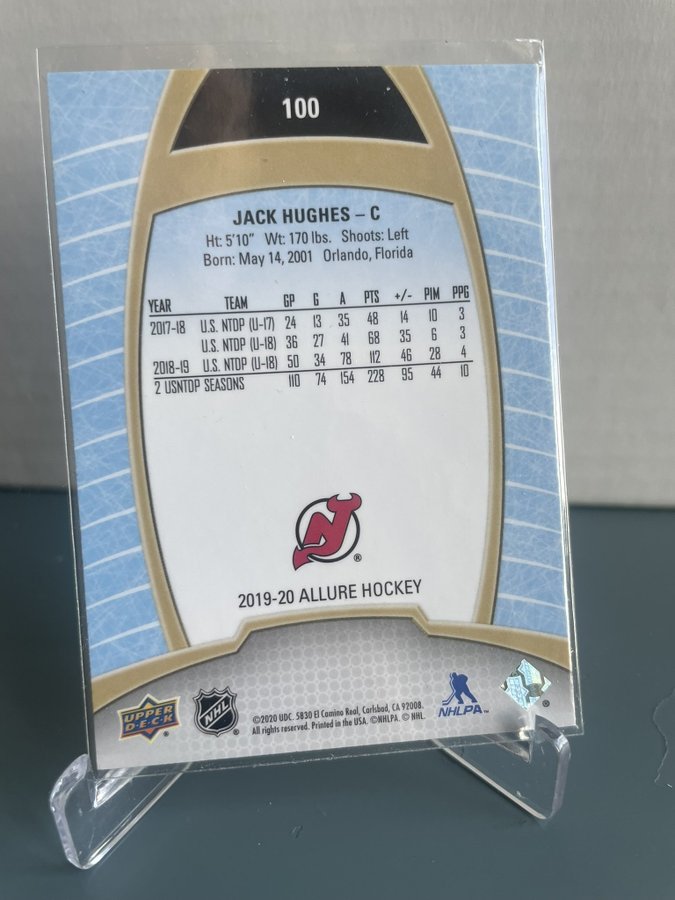 100
JACK HUGHES – C
Ht: 5'10" Wt: 170 lbs. Shoots: Left
Born: May 14, 2001 Orlando, Florida
YEAR TEAM GP G A PTS +/- PIM PPG
2017-18 U.S. NTDP (U-17) 24 13 35 48 14 10 3
U.S. NTDP (U-18) 36 27 41 68 35 6 3
2018-19 U.S. NTDP (U-18) 50 34 78 112 46 28 4
2 USNTDP SEASONS 110 74 154 228 95 44 10
NJ ®
2019-20 ALLURE HOCKEY
UPPER DECK ®
NHL
©2020 UDC. 5830 El Camino Real, Carlsbad, CA 92008.
All rights reserved. Printed in the USA. ©NHLPA. © NHL.
NHLPA™
®